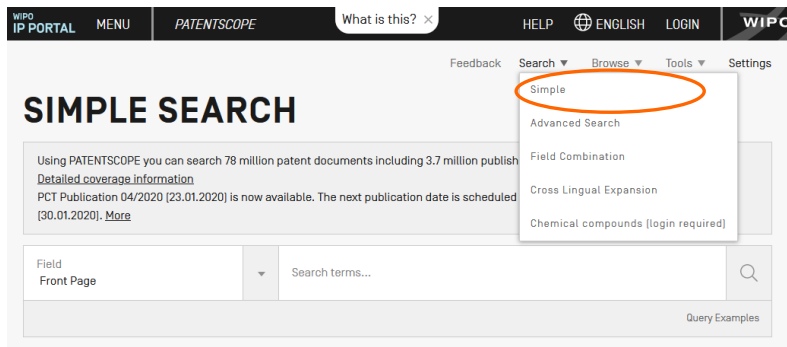 WIPO
IP PORTAL MENU PATENTSCOPE What is this? × HELP ENGLISH LOGIN WIPO
Feedback Search ▼ Browse ▼ Tools ▼ Settings
SIMPLE SEARCH
Simple
Advanced Search
Field Combination
Cross Lingual Expansion
Chemical compounds [login required]
Using PATENTSCOPE you can search 78 million patent documents including 3.7 million publish
Detailed coverage information
PCT Publication 04/2020 [23.01.2020] is now available. The next publication date is scheduled
[30.01.2020]. More
Field
Front Page
Search terms...
Query Examples